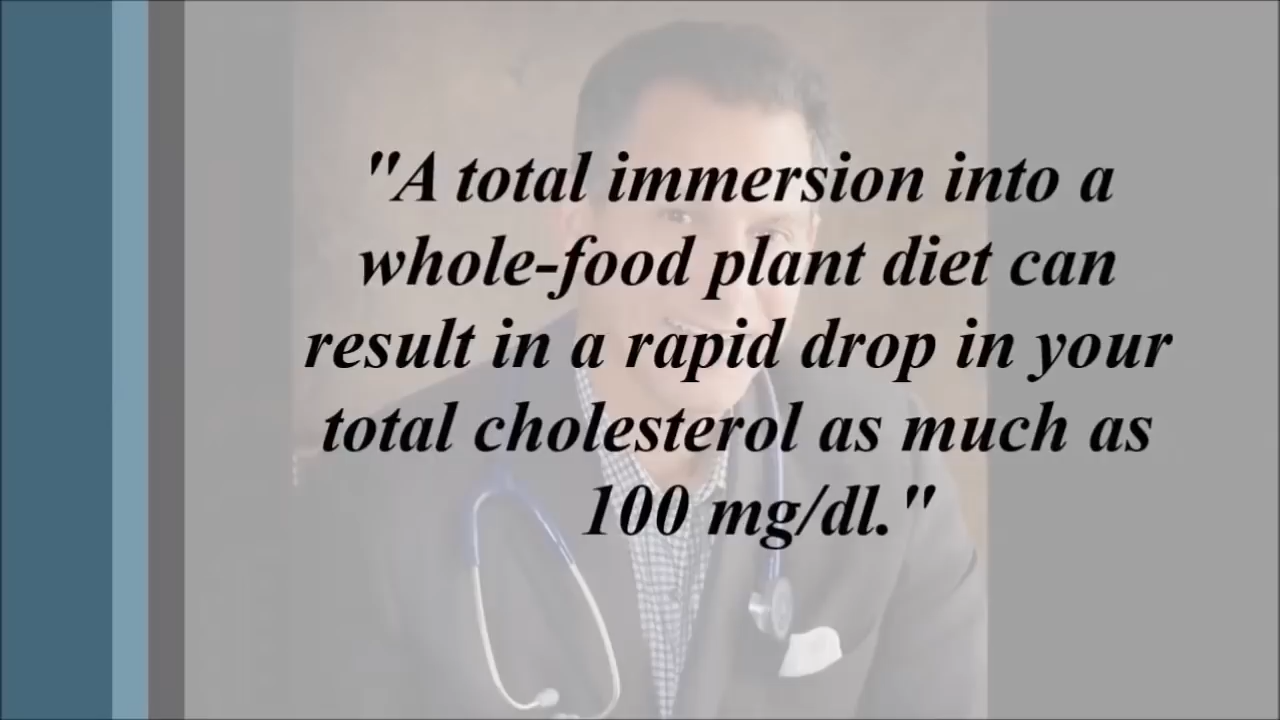 "A total immersion into a
whole-food plant diet can
result in a rapid drop in your
total cholesterol as much as
100 mg/dl."